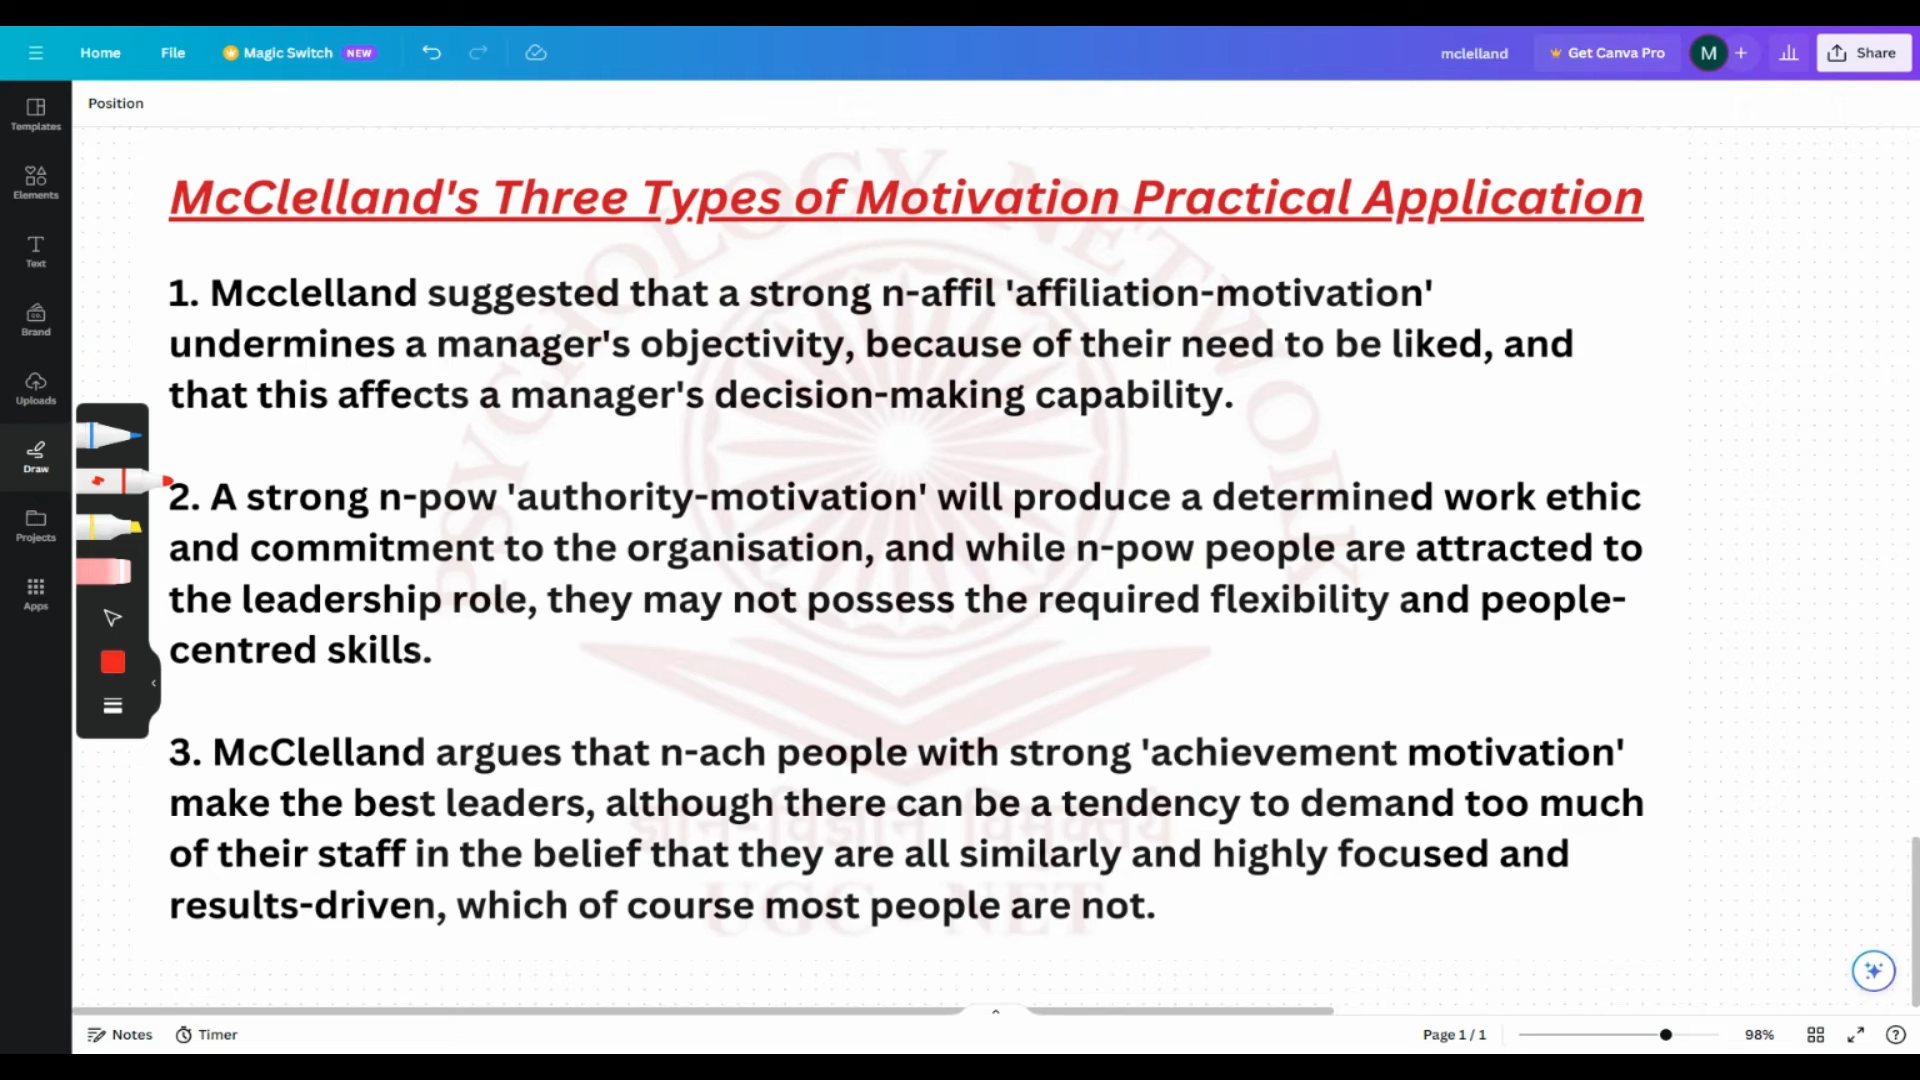 Home File Magic Switch NEW mclelland Get Canva Pro M + Share
Position
Templates
Elements
Text
Brand
Uploads
Draw
Projects
Apps
McClelland's Three Types of Motivation Practical Application
1. Mcclelland suggested that a strong n-affil 'affiliation-motivation'
undermines a manager's objectivity, because of their need to be liked, and
that this affects a manager's decision-making capability.
2. A strong n-pow 'authority-motivation' will produce a determined work ethic
and commitment to the organisation, and while n-pow people are attracted to
the leadership role, they may not possess the required flexibility and people-
centred skills.
3. McClelland argues that n-ach people with strong 'achievement motivation'
make the best leaders, although there can be a tendency to demand too much
of their staff in the belief that they are all similarly and highly focused and
results-driven, which of course most people are not.
PSYCHOLOGY NETWORK
ज्ञान-विज्ञान विमुक्तये
UGC - NET
Notes Timer Page 1 / 1 98%